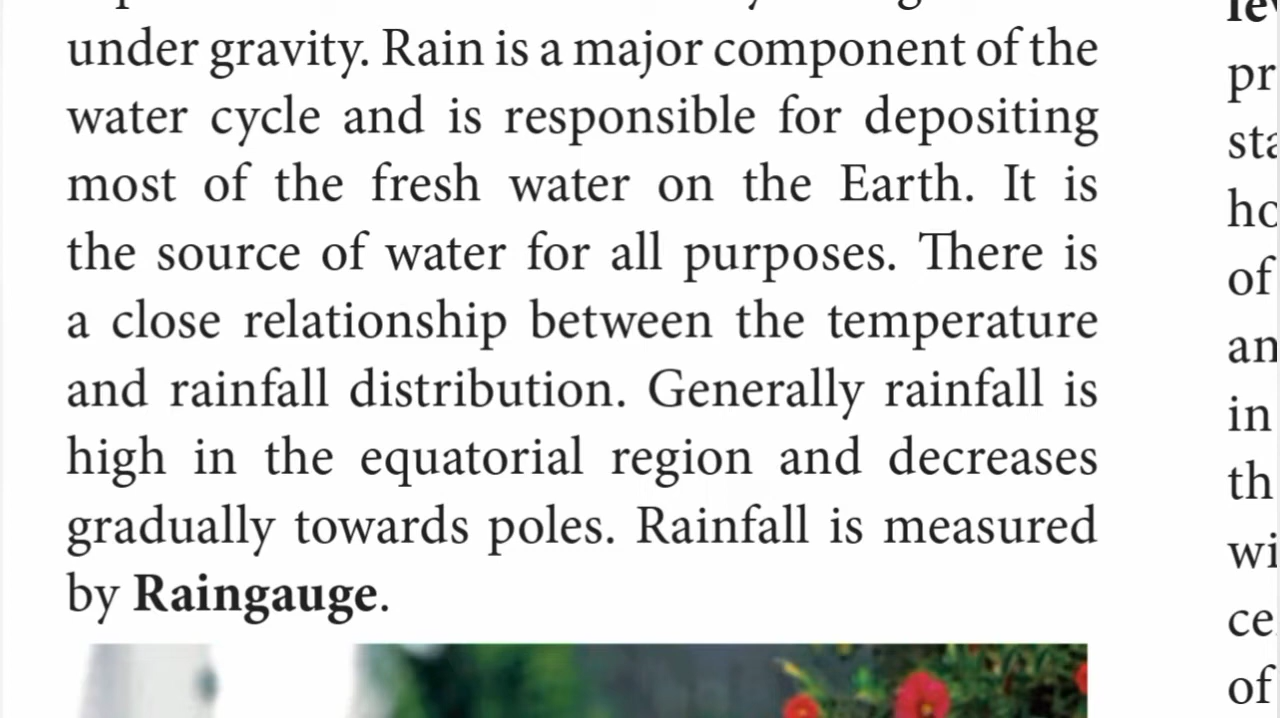 under gravity. Rain is a major component of the
water cycle and is responsible for depositing
most of the fresh water on the Earth. It is
the source of water for all purposes. There is
a close relationship between the temperature
and rainfall distribution. Generally rainfall is
high in the equatorial region and decreases
gradually towards poles. Rainfall is measured
by Raingauge.
of
in
of